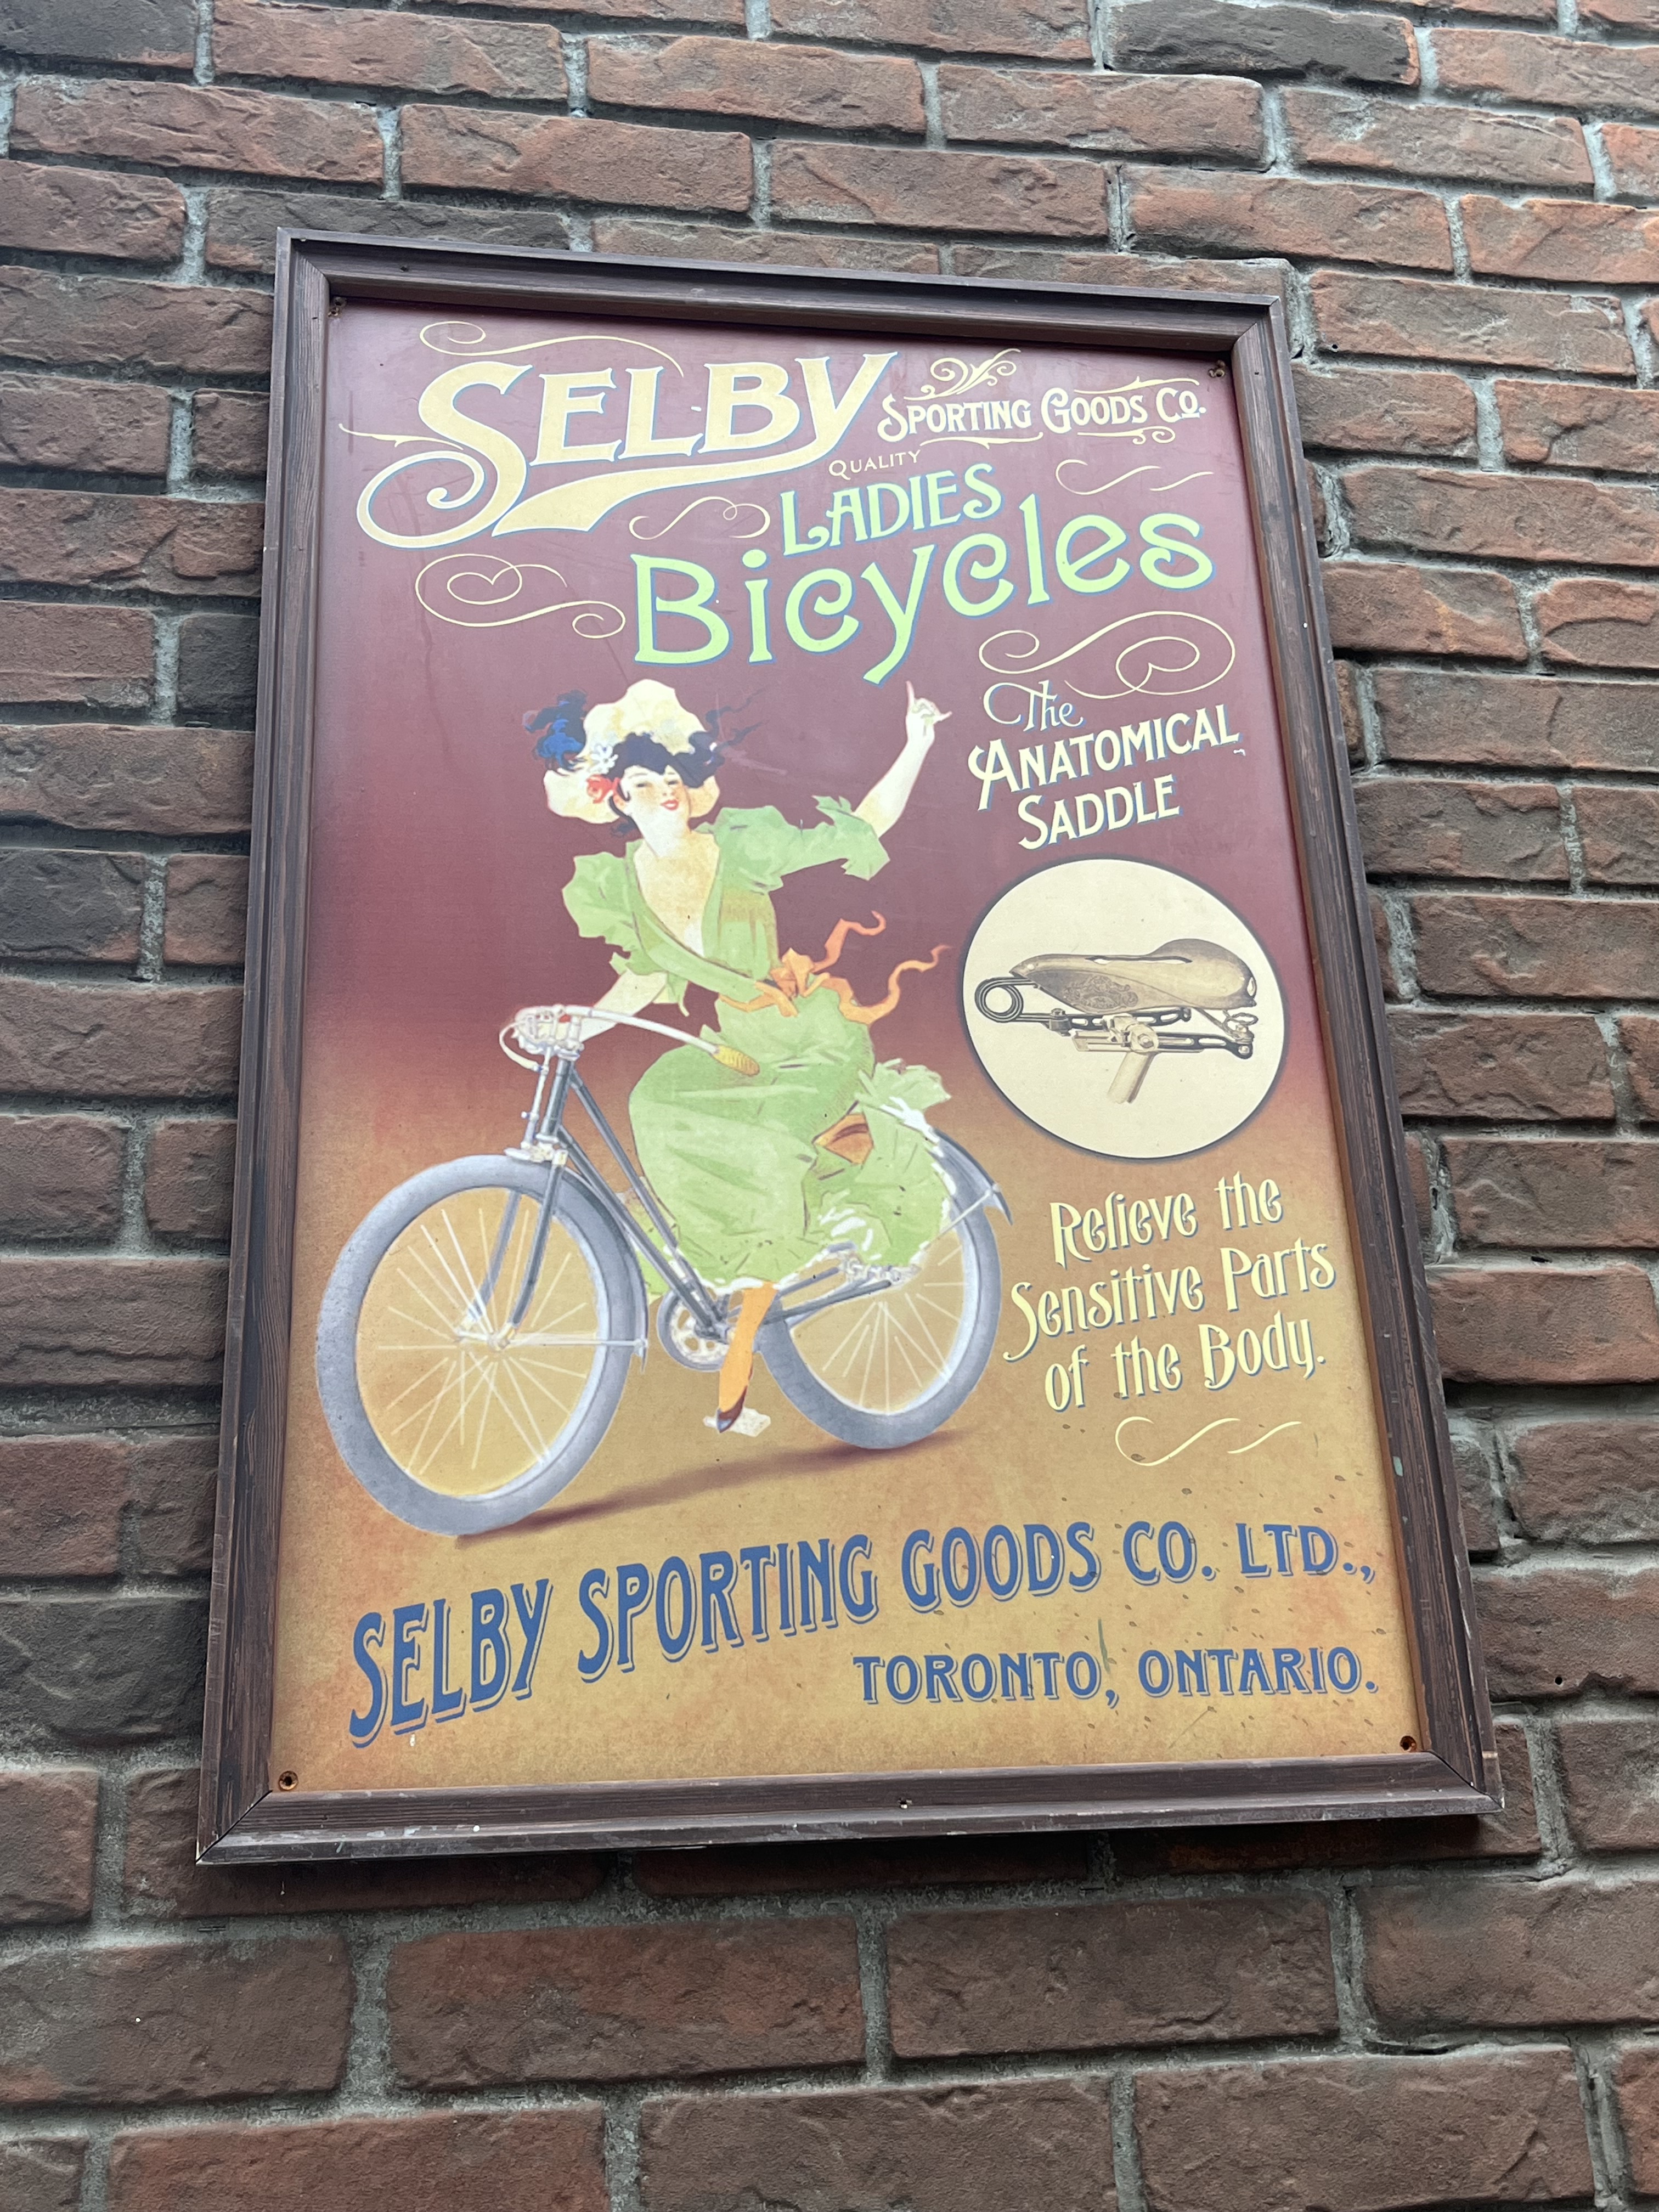 SELBY SPORTING GOODS CO.
QUALITY
LADIES
Bicycles
The
ANATOMICAL
SADDLE
Relieve the
Sensitive Parts
of the Body.
SELBY SPORTING GOODS CO. LTD.,
TORONTO, ONTARIO.